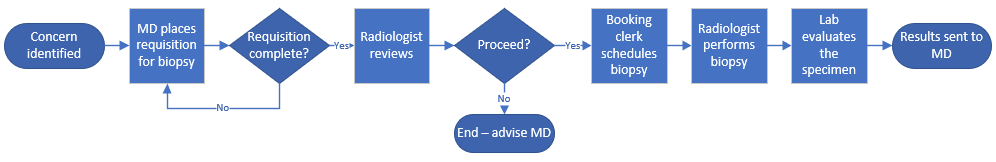 Concern
identified
MD places
requisition
for biopsy
Requisition
complete?
Yes
No
Radiologist
reviews
Proceed?
Yes
No
End – advise MD
Booking
clerk
schedules
biopsy
Radiologist
performs
biopsy
Lab
evaluates
the
specimen
Results sent to
MD